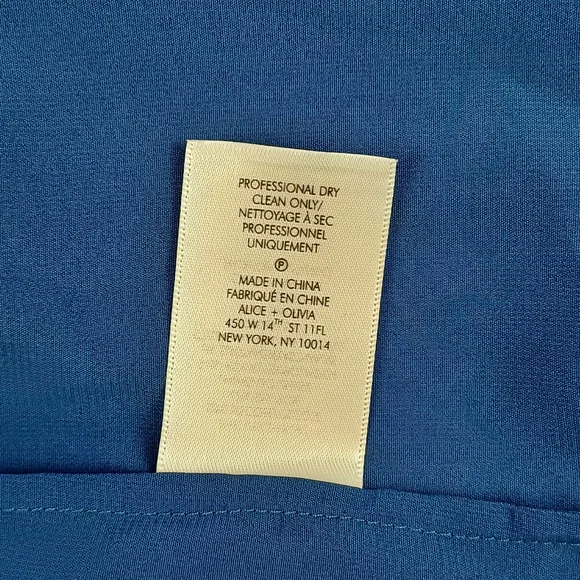 PROFESSIONAL DRY
CLEAN ONLY/
NETTOYAGE À SEC
PROFESSIONNEL
UNIQUEMENT
Ⓟ
MADE IN CHINA
FABRIQUÉ EN CHINE
ALICE + OLIVIA
450 W 14TH ST 11FL
NEW YORK, NY 10014